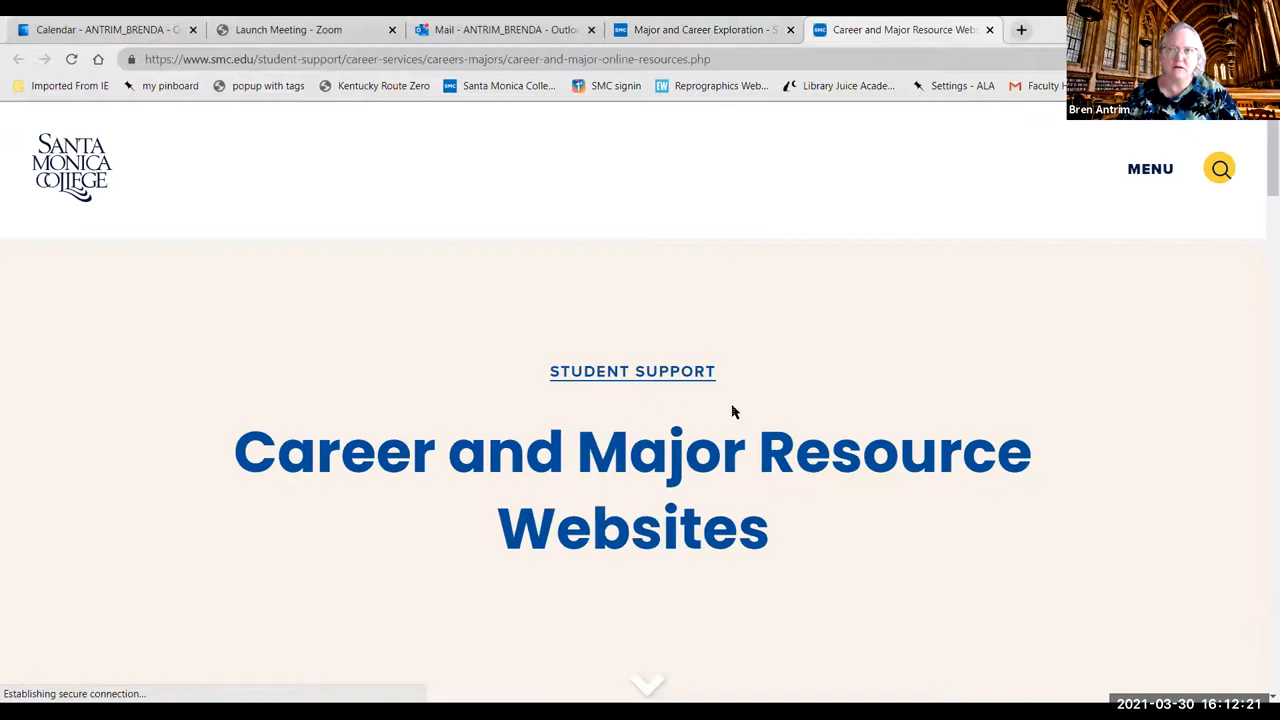 Calendar - ANTRIM_BRENDA - O
Launch Meeting - Zoom
Mail - ANTRIM_BRENDA - Outlo
Major and Career Exploration - S
Career and Major Resource Web
https://www.smc.edu/student-support/career-services/careers-majors/career-and-major-online-resources.php
Imported From IE
my pinboard
popup with tags
Kentucky Routes...
Santa Monica Colle...
SMC signin
Reprographics Web...
Library Juice Acade...
Settings - ALA
Faculty
Bren Antrim
SANTA
MONICA
COLLEGE
MENU
STUDENT SUPPORT
Career and Major Resource
Websites
Establishing secure connection...
2021-03-30 16:12:21